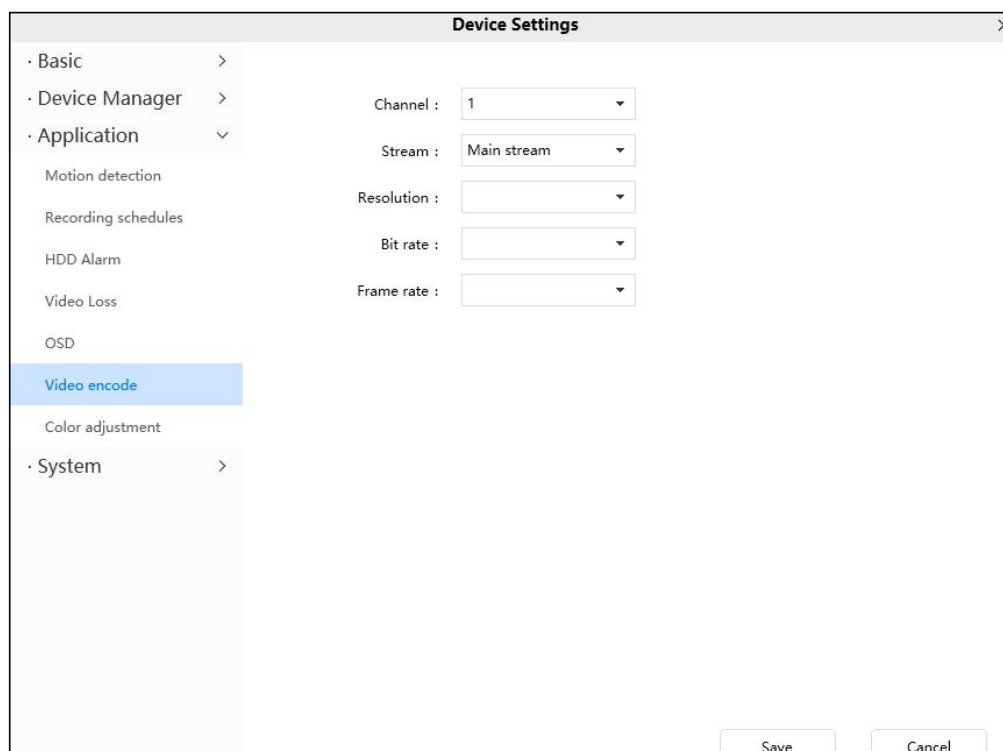 Device Settings
· Basic
· Device Manager
· Application
Motion detection
Recording schedules
HDD Alarm
Video Loss
OSD
Video encode
Color adjustment
· System
Channel : 1
Stream : Main stream
Resolution :
Bit rate :
Frame rate :
Save Cancel